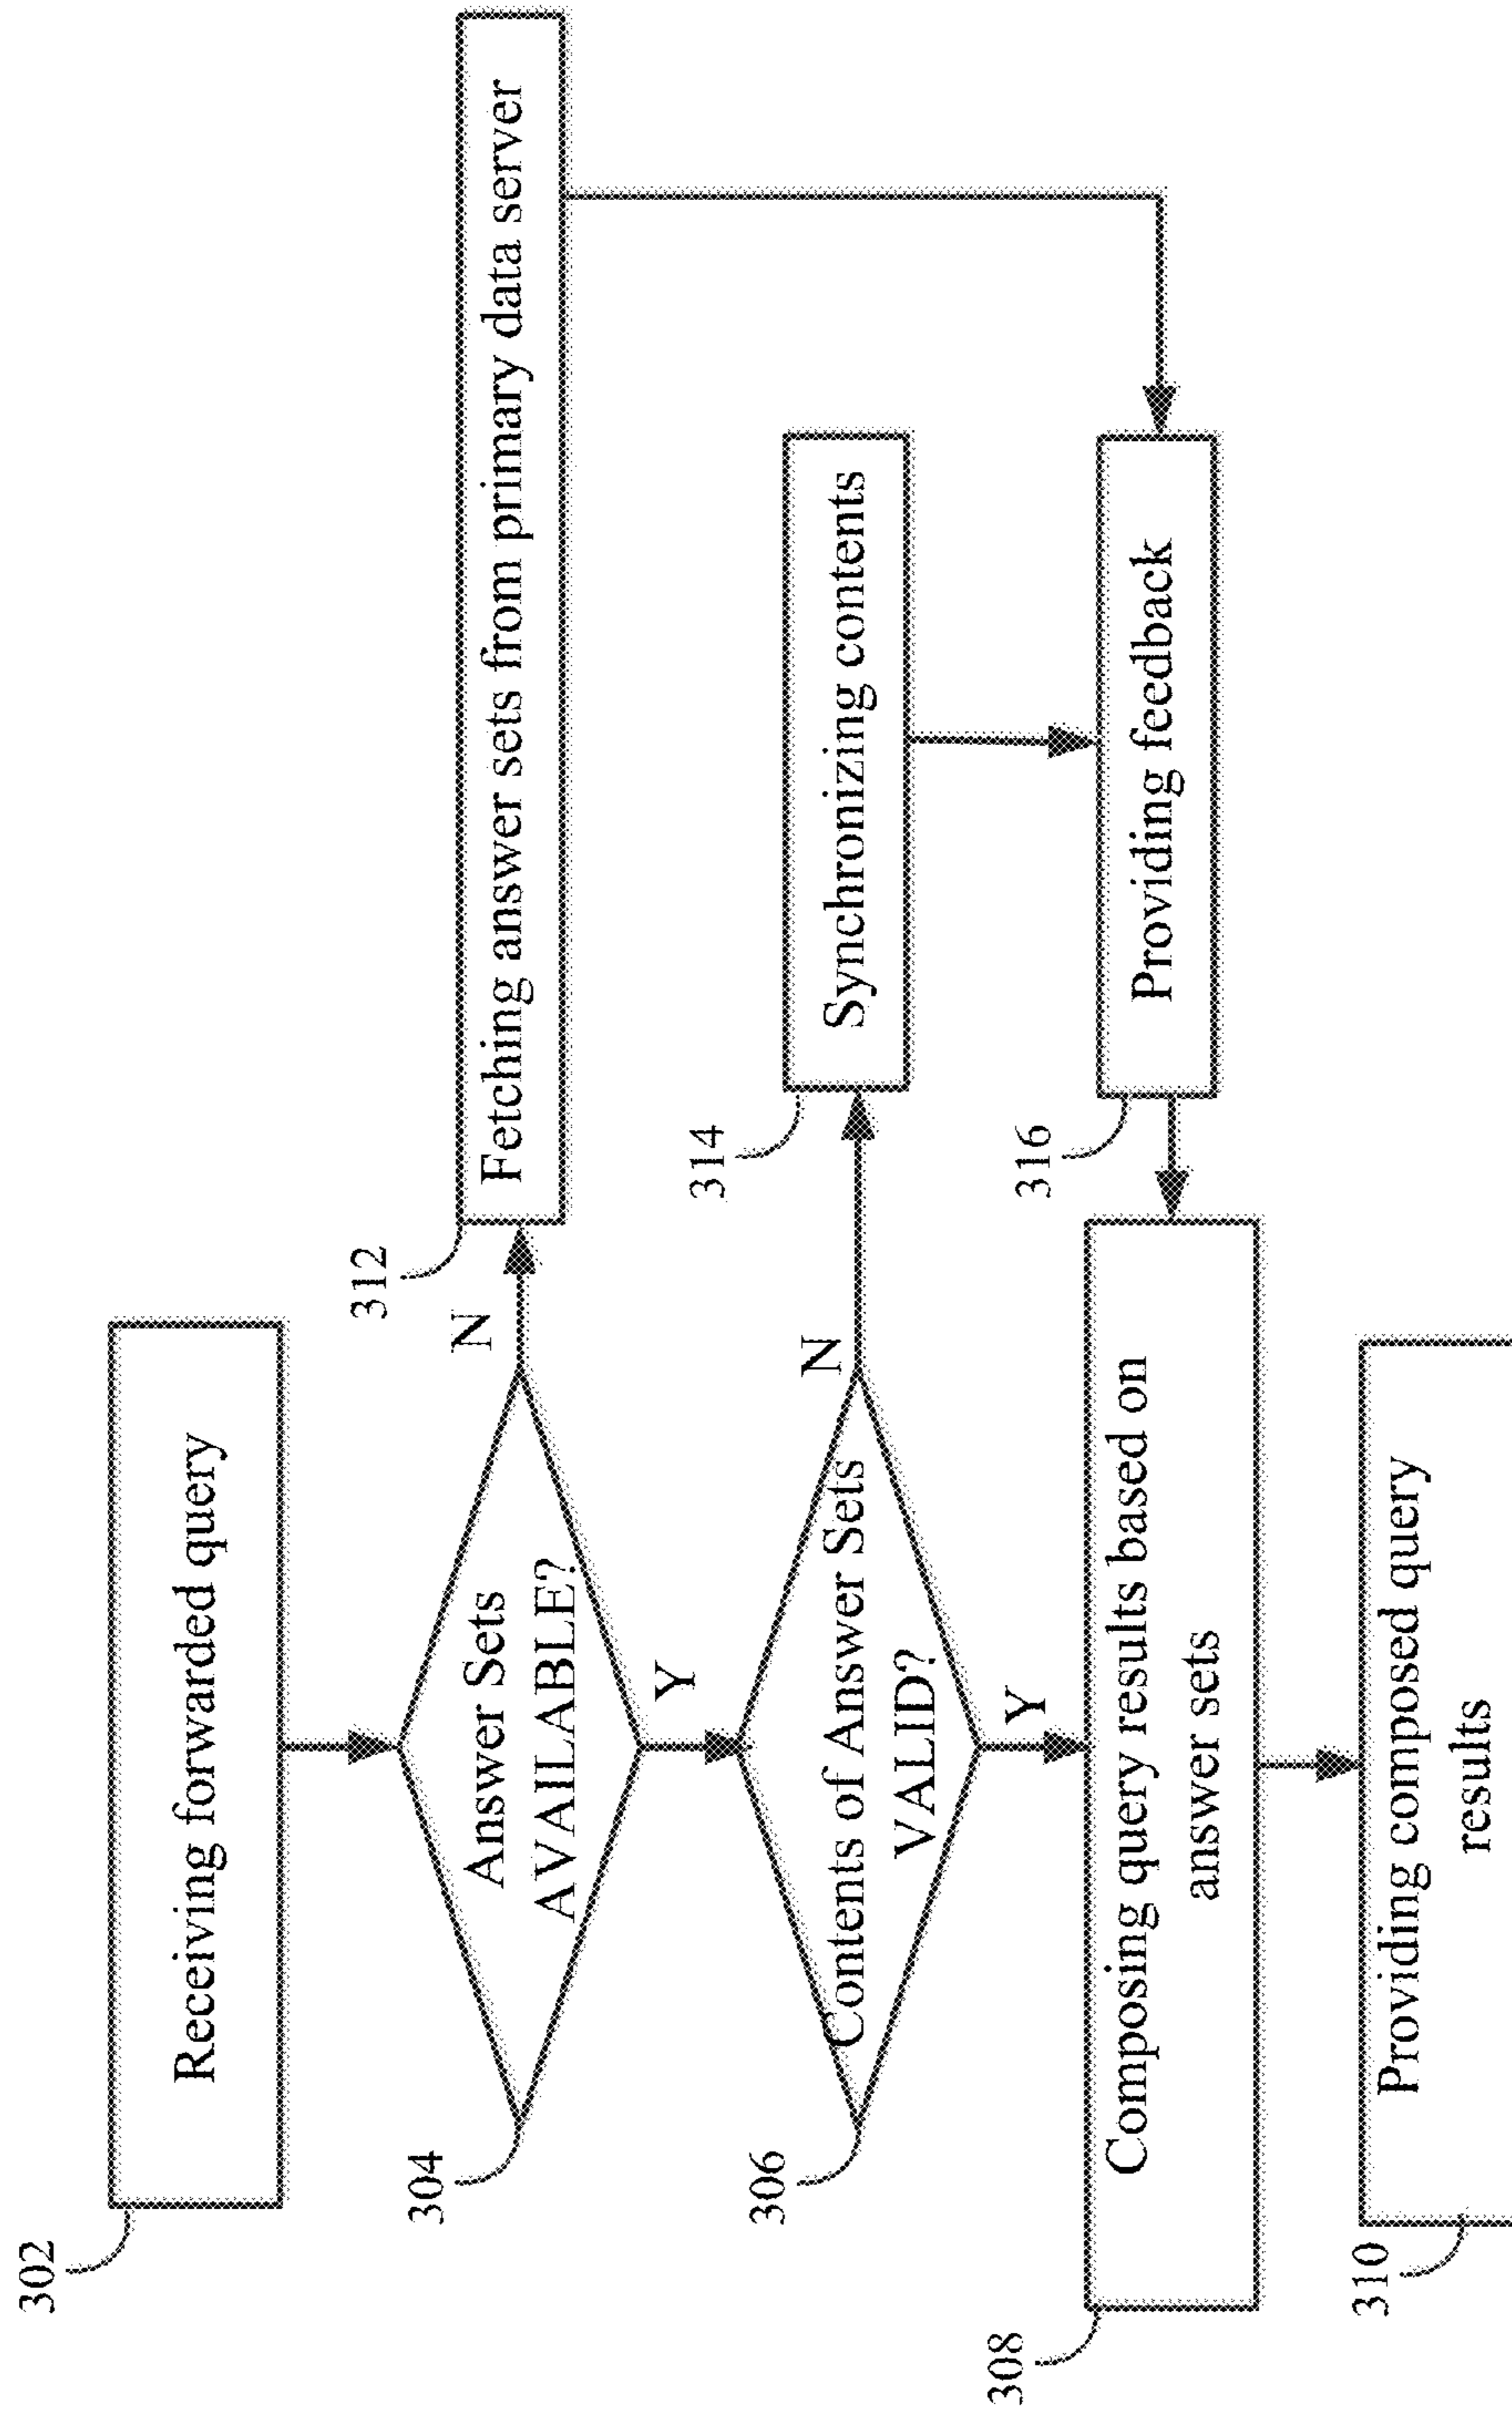 302
Receiving forwarded query
304
Answer Sets
AVAILABLE?
N
312
Fetching answer sets from primary data server
Y
306
Contents of Answer Sets
VALID?
N
314
Synchronizing contents
Y
316
Providing feedback
308
Composing query results based on
answer sets
310
Providing composed query
results